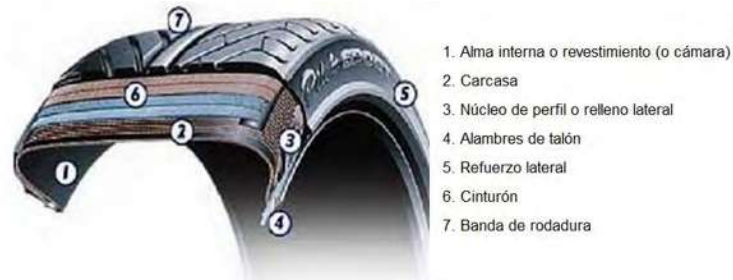 7
6
2
5
3
1
4
1. Alma interna o revestimiento (o cámara)
2. Carcasa
3. Núcleo de perfil o relleno lateral
4. Alambres de talón
5. Refuerzo lateral
6. Cinturón
7. Banda de rodadura